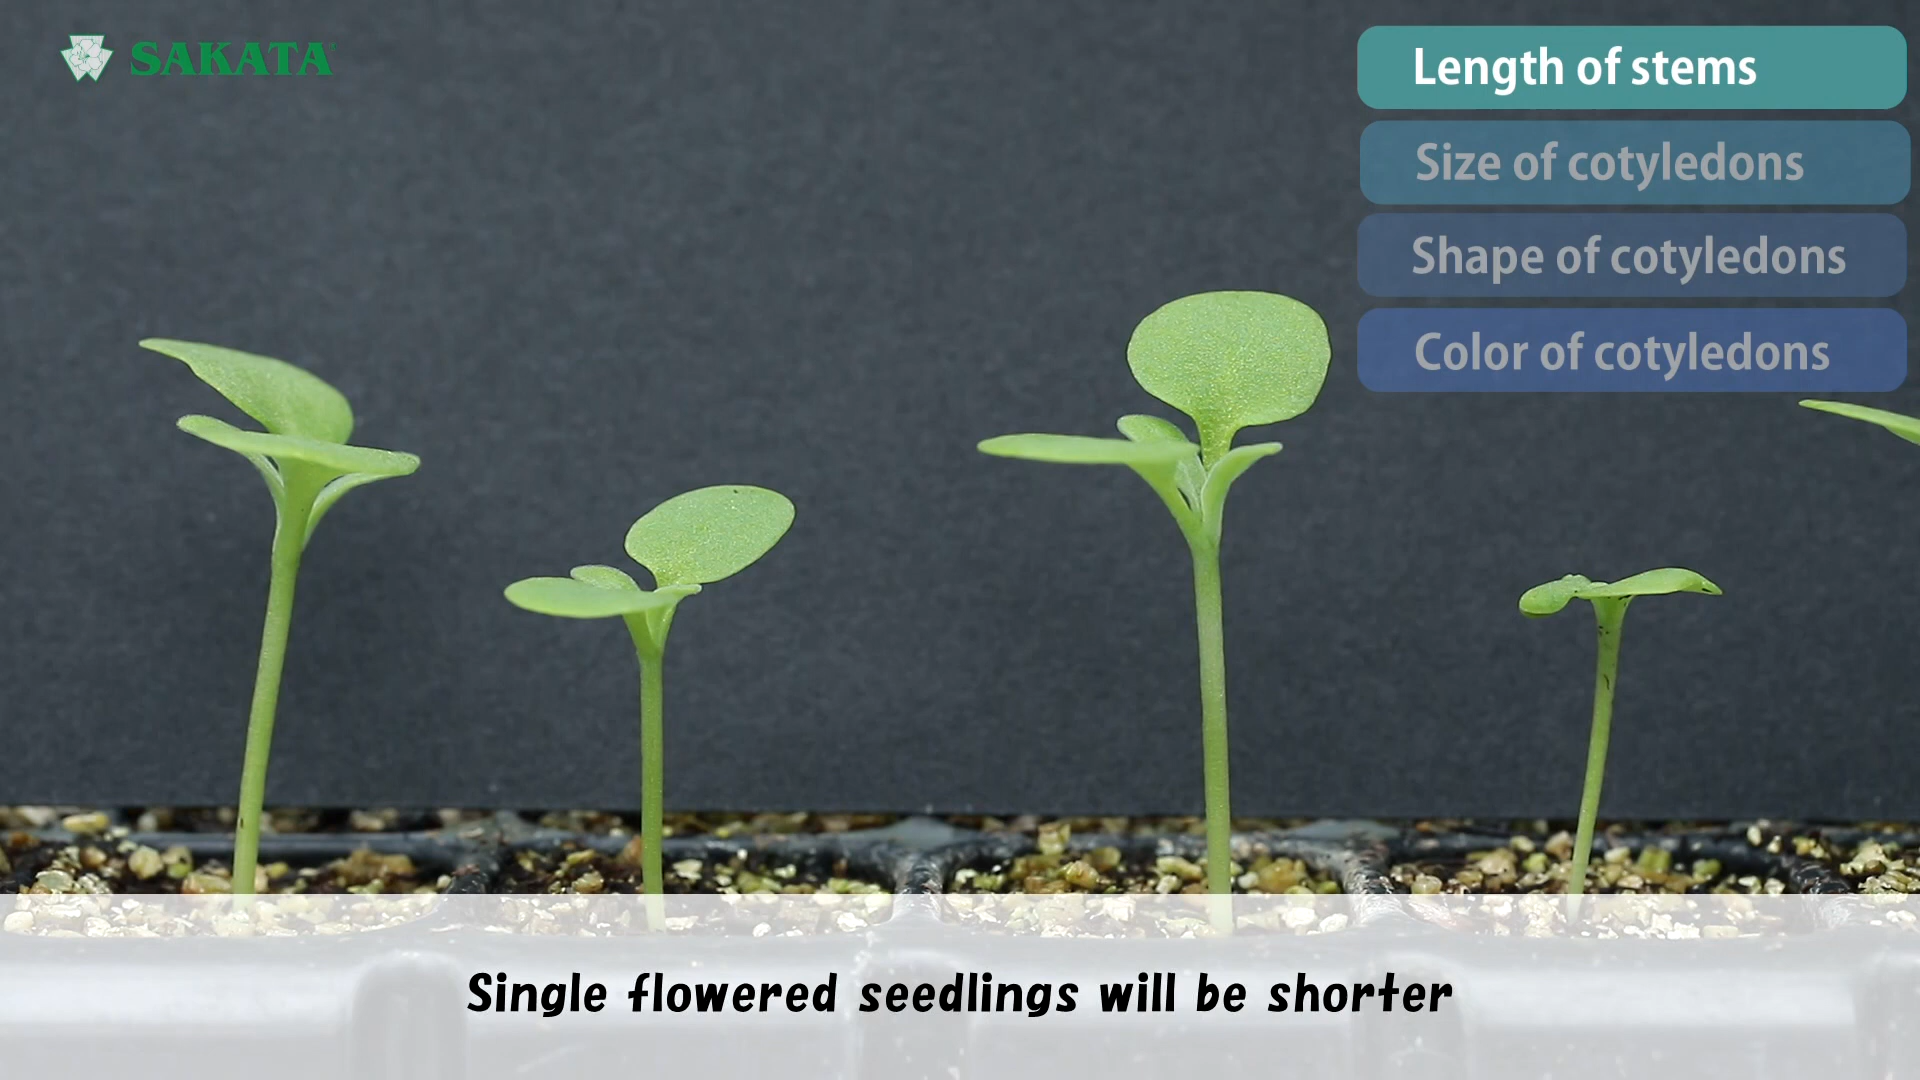 SAKATA
Length of stems
Size of cotyledons
Shape of cotyledons
Color of cotyledons
Single flowered seedlings will be shorter